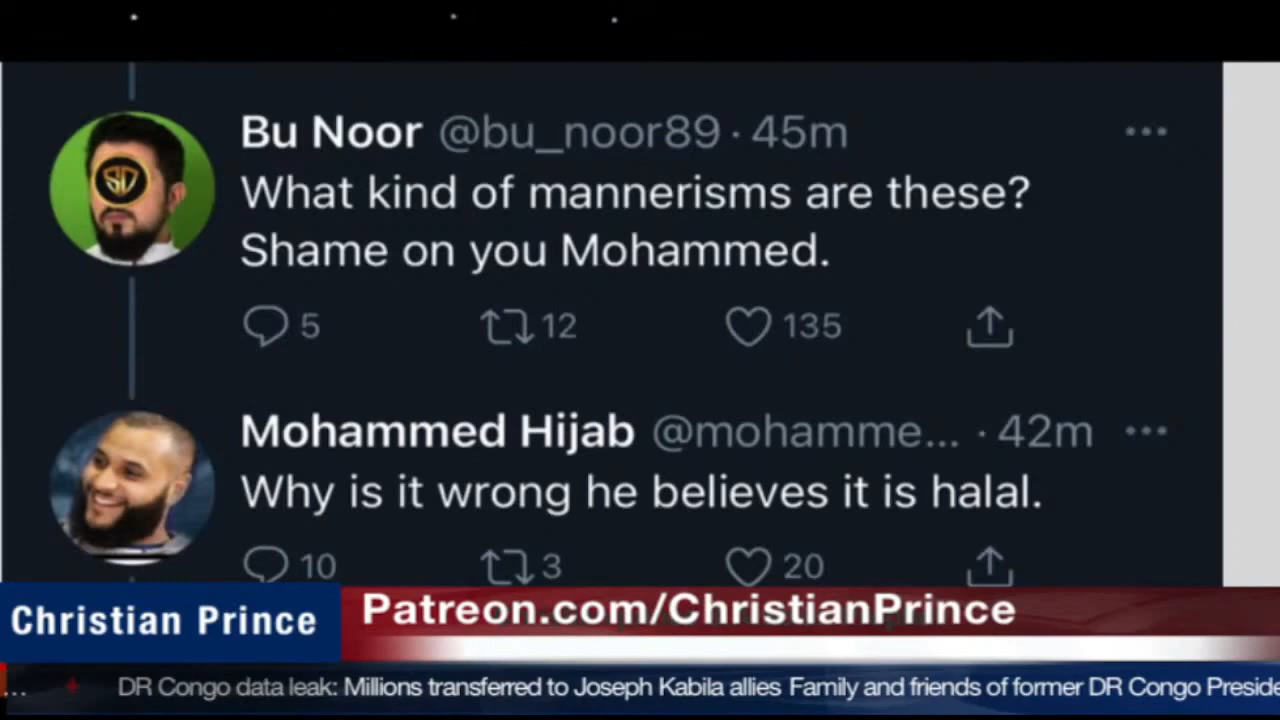 Bu Noor @bu_noor89 · 45m
What kind of mannerisms are these?
Shame on you Mohammed.
5 12 135
Mohammed Hijab @mohamme... · 42m
Why is it wrong he believes it is halal.
10 3 20
Christian Prince
Patreon.com/ChristianPrince
... DR Congo data leak: Millions transferred to Joseph Kabila allies Family and friends of former DR Congo Preside